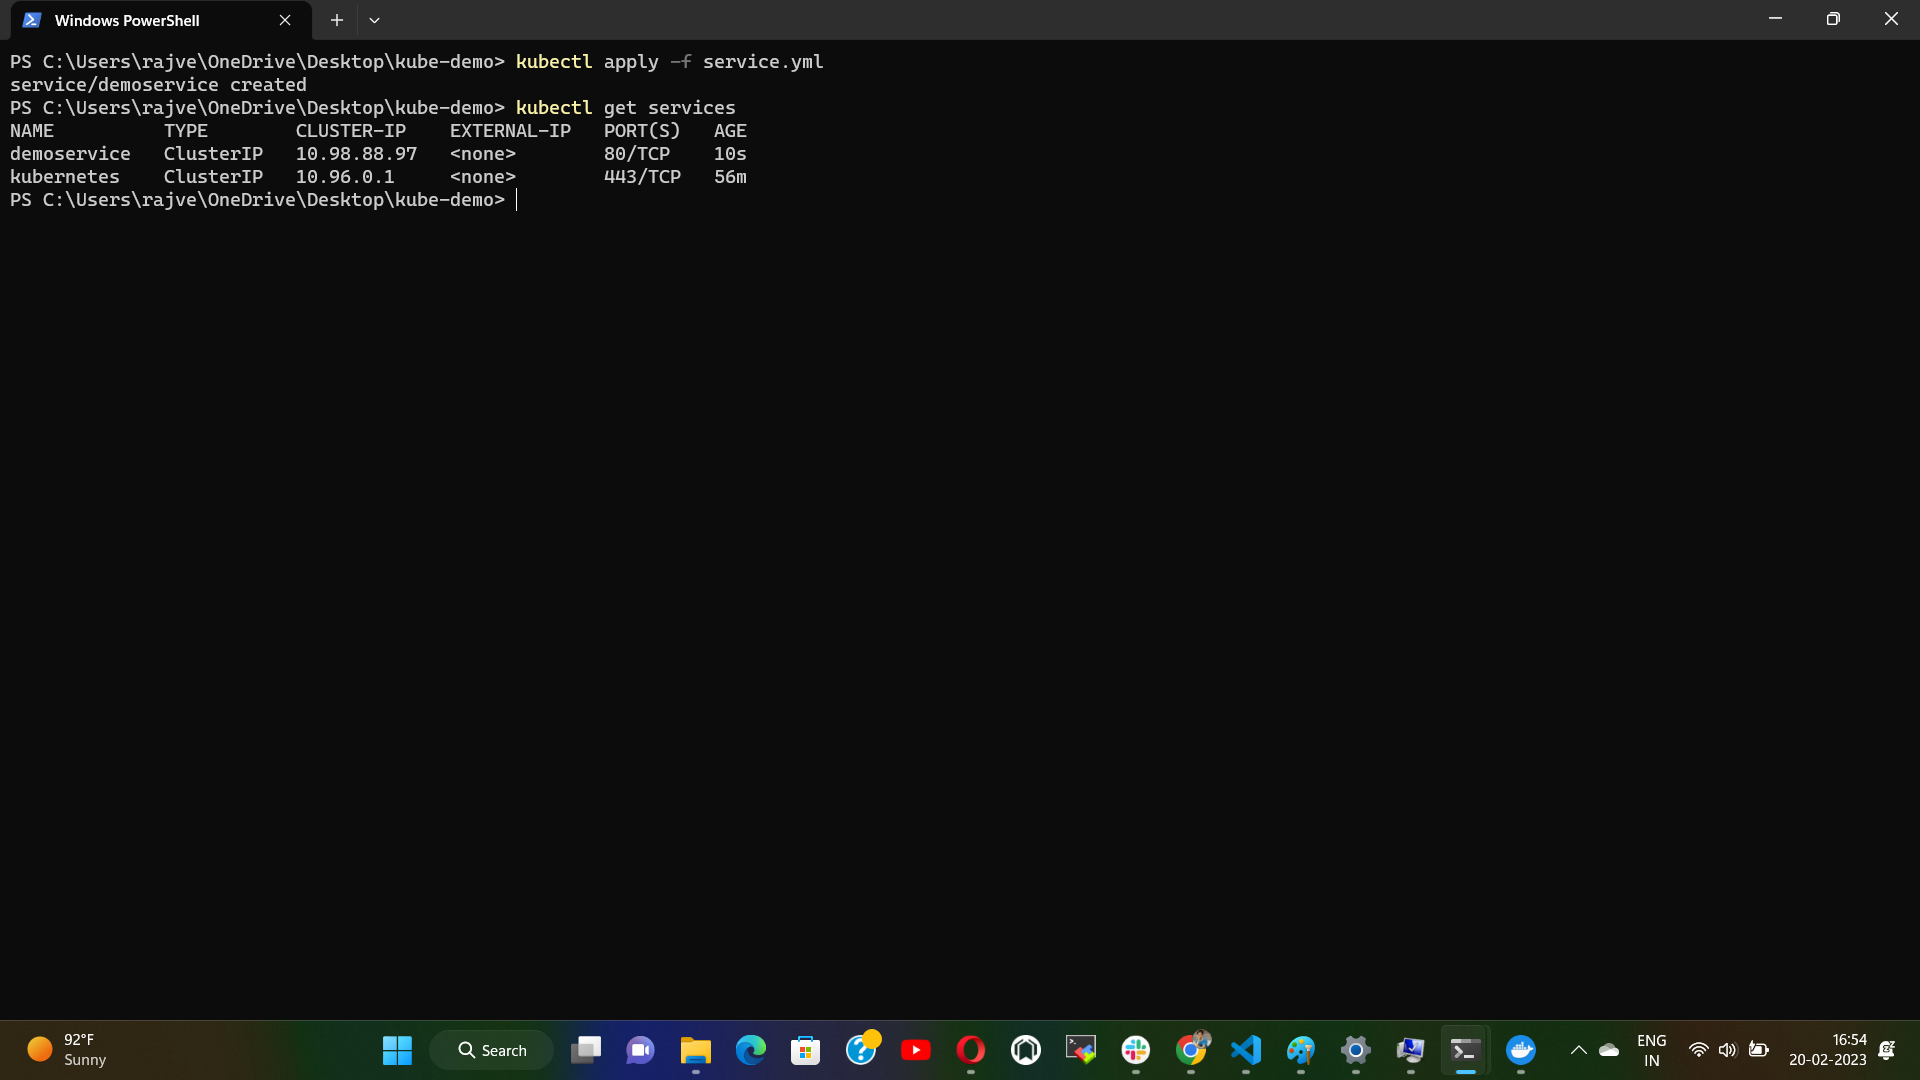 Windows PowerShell
PS C:\Users\rajve\OneDrive\Desktop\kube-demo> kubectl apply -f service.yml
service/demoservice created
PS C:\Users\rajve\OneDrive\Desktop\kube-demo> kubectl get services
NAME          TYPE        CLUSTER-IP    EXTERNAL-IP   PORT(S)   AGE
demoservice   ClusterIP   10.98.88.97   <none>        80/TCP    10s
kubernetes    ClusterIP   10.96.0.1     <none>        443/TCP   56m
PS C:\Users\rajve\OneDrive\Desktop\kube-demo>
92°F
Sunny
Search
ENG
IN
16:54
20-02-2023